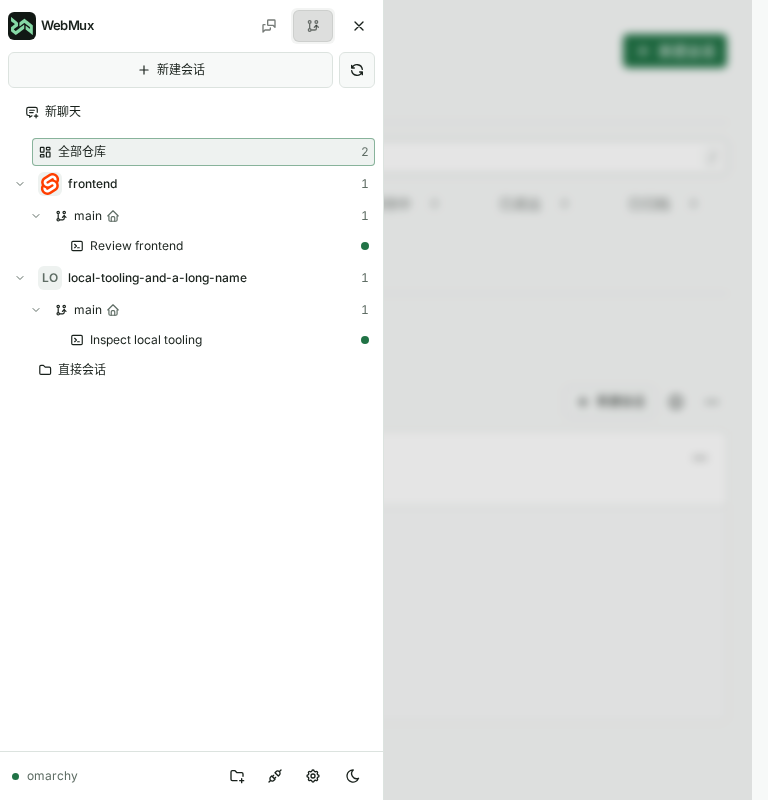 WebMux
新建会话
新聊天
全部仓库 2
frontend 1
main 1
Review frontend
LO local-tooling-and-a-long-name 1
main 1
Inspect local tooling
直接会话
omarchy